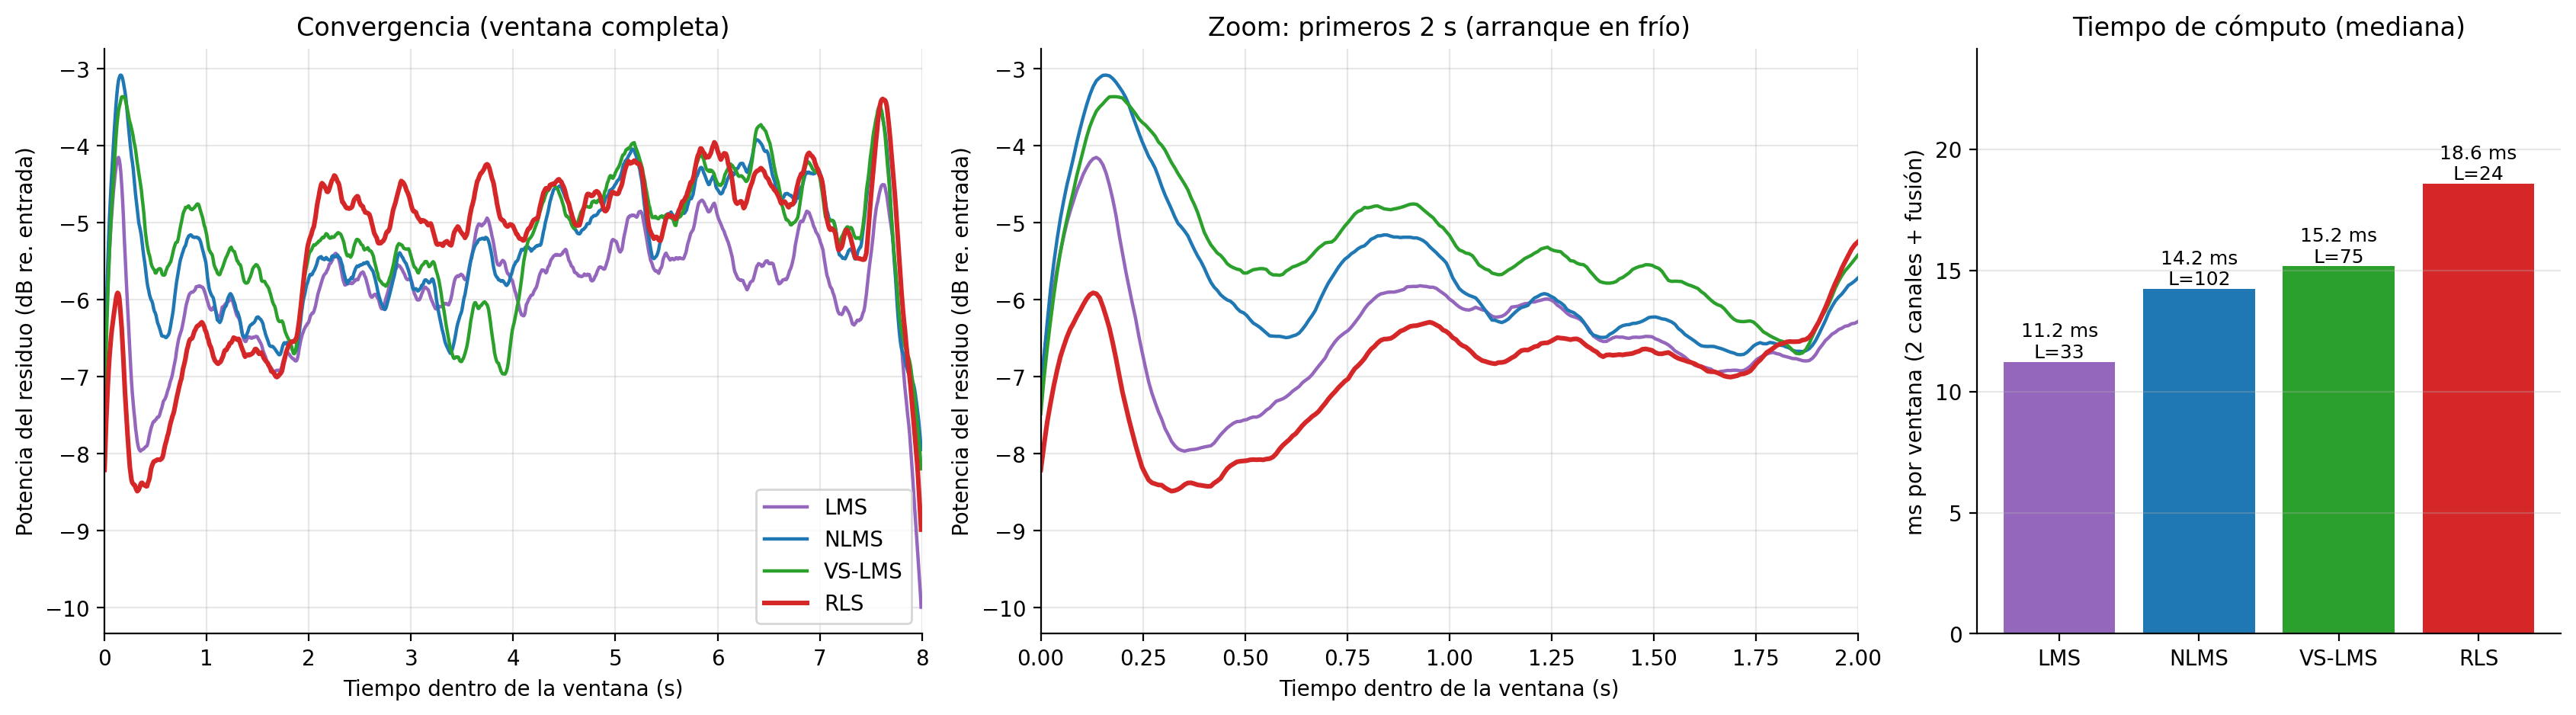 Convergencia (ventana completa)
Potencia del residuo (dB re. entrada)
−3
−4
−5
−6
−7
−8
−9
−10
0 1 2 3 4 5 6 7 8
Tiempo dentro de la ventana (s)
LMS
NLMS
VS-LMS
RLS
Zoom: primeros 2 s (arranque en frío)
Potencia del residuo (dB re. entrada)
−3
−4
−5
−6
−7
−8
−9
−10
0.00 0.25 0.50 0.75 1.00 1.25 1.50 1.75 2.00
Tiempo dentro de la ventana (s)
Tiempo de cómputo (mediana)
ms por ventana (2 canales + fusión)
20
15
10
5
0
11.2 ms
L=33
14.2 ms
L=102
15.2 ms
L=75
18.6 ms
L=24
LMS NLMS VS-LMS RLS